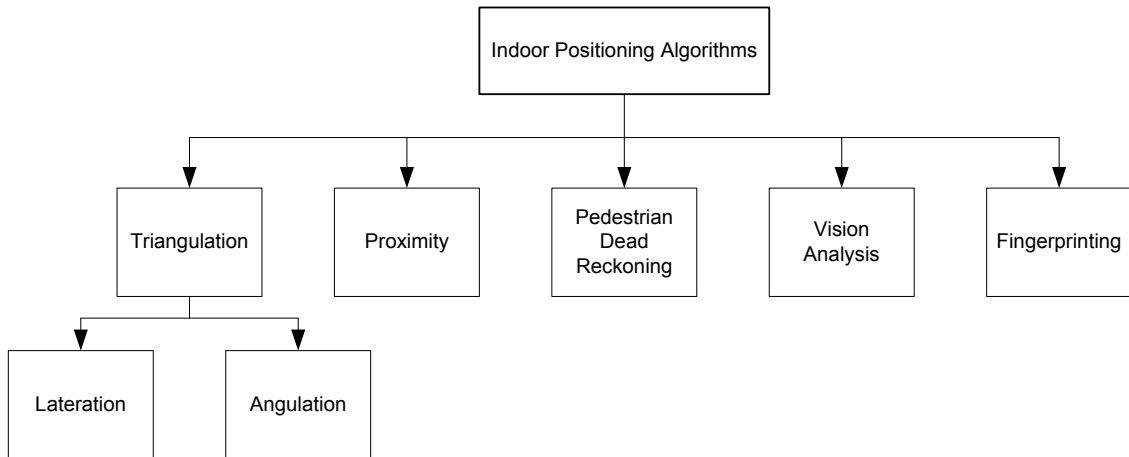 Indoor Positioning Algorithms
Triangulation
Proximity
Pedestrian
Dead
Reckoning
Vision
Analysis
Fingerprinting
Lateration
Angulation